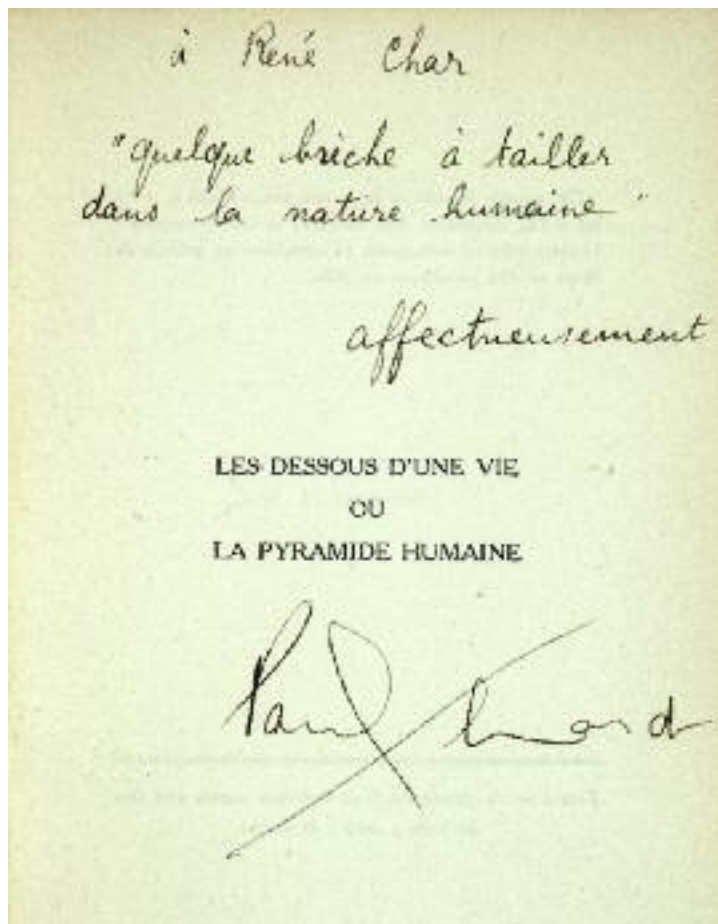 à René Char
"quelque brèche à tailler
dans la nature humaine"
affectueusement
LES DESSOUS D'UNE VIE
OU
LA PYRAMIDE HUMAINE
Paul Eluard